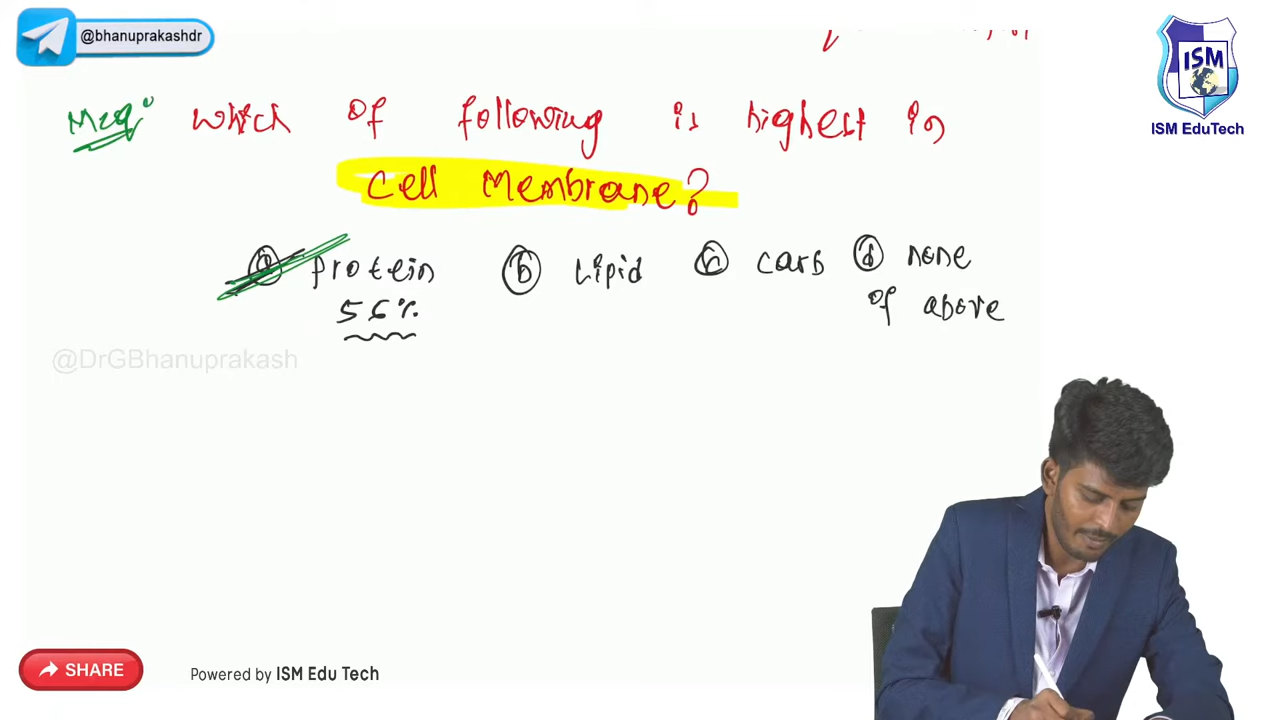 @bhanuprakashdr
ISM
ISM EduTech
Mcq: which of following is highest in
Cell Membrane?
(a) Protein (b) Lipid (c) carb (d) none
56% of above
@DrGBhanuprakash
SHARE
Powered by ISM Edu Tech